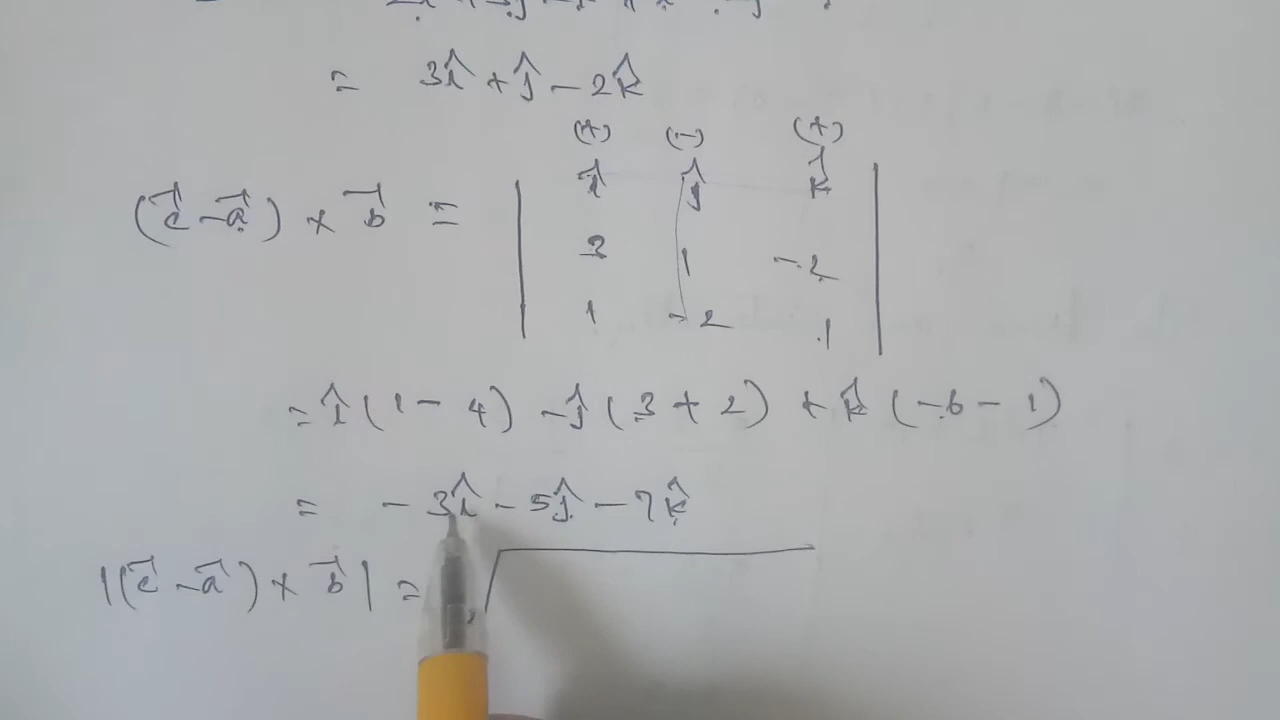 = 3î + ĵ - 2k̂
(+) (-) (+)
(c⃗ - a⃗) × b⃗ = | î ĵ k̂ |
3 1 -2
1 -2 1
= î (1 - 4) - ĵ (3 + 2) + k̂ (-6 - 1)
= - 3î - 5ĵ - 7k̂
|(c⃗ - a⃗) × b⃗| = √